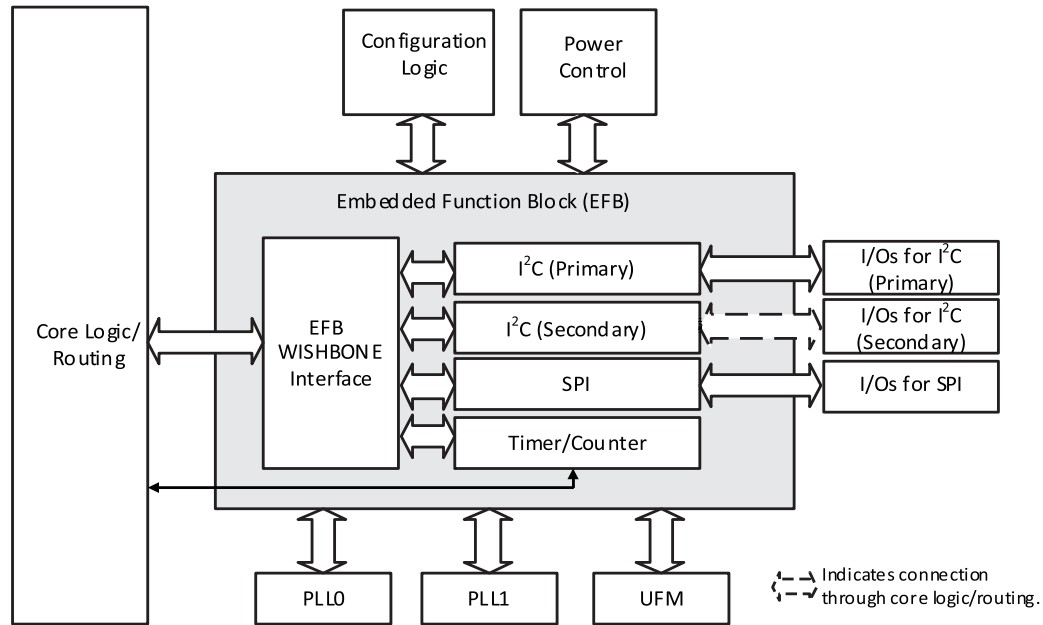 Configuration
Logic
Power
Control
Embedded Function Block (EFB)
Core Logic/
Routing
EFB
WISHBONE
Interface
I²C (Primary)
I²C (Secondary)
SPI
Timer/Counter
I/Os for I²C
(Primary)
I/Os for I²C
(Secondary)
I/Os for SPI
PLL0
PLL1
UFM
Indicates connection
through core logic/routing.